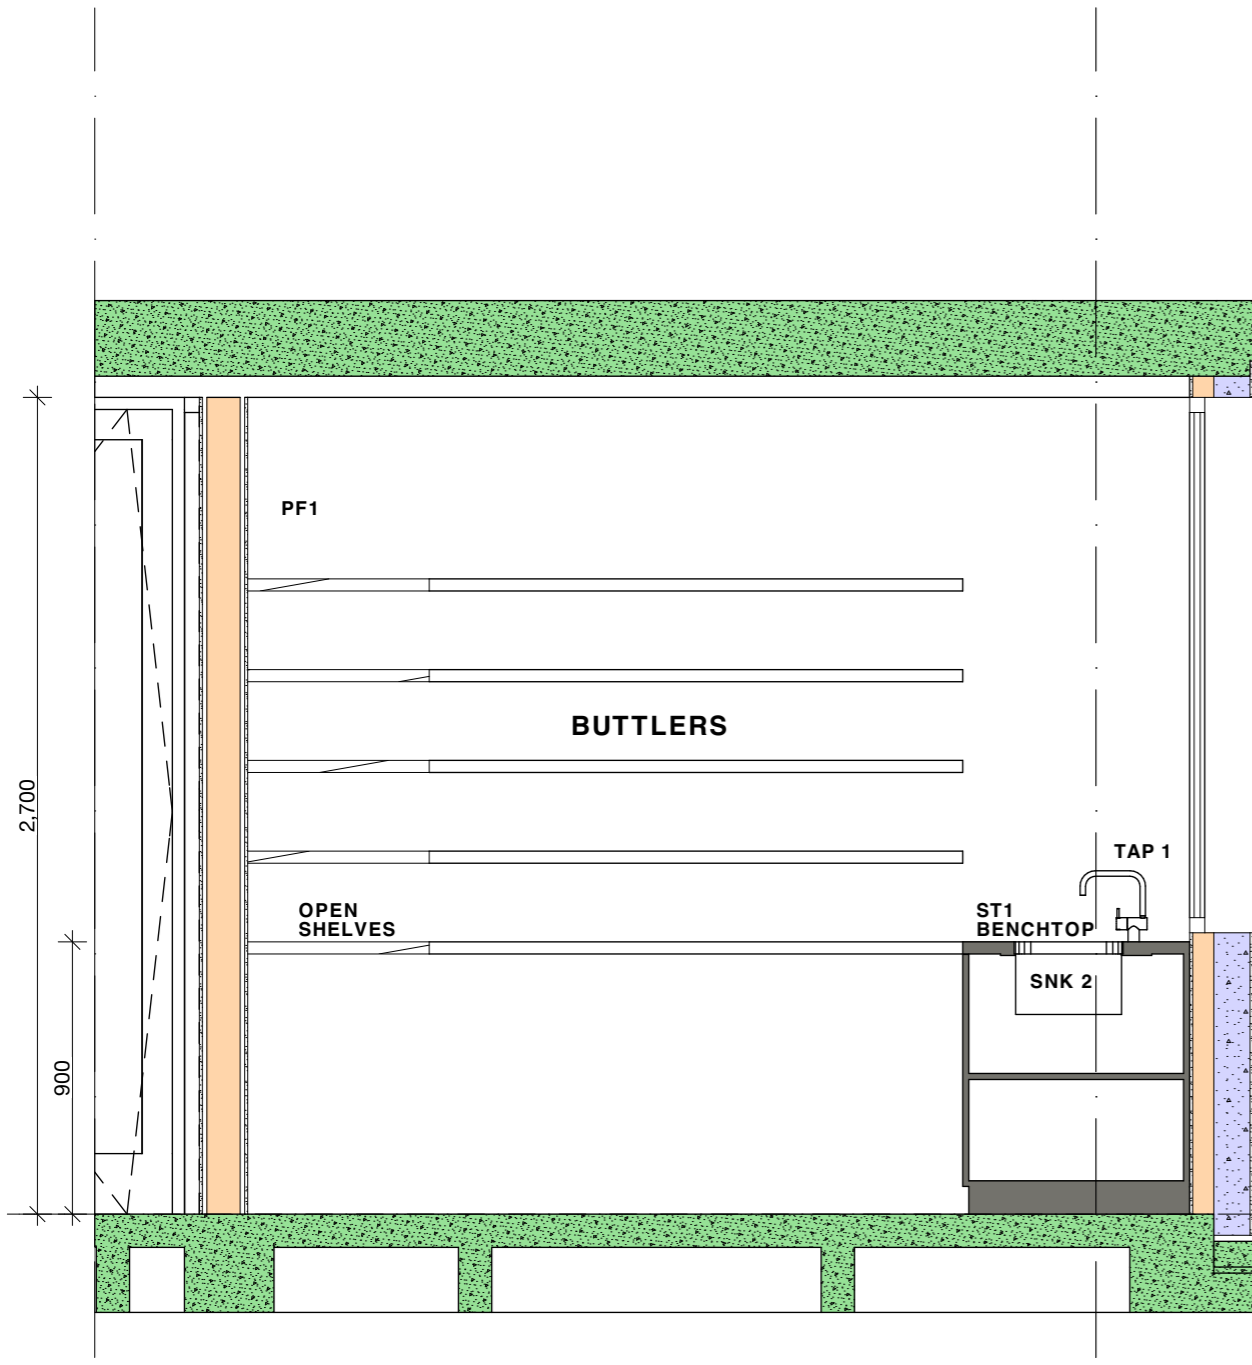 PF1
BUTTLERS
2,700
TAP 1
OPEN
SHELVES
ST1
BENCHTOP
SNK 2
900